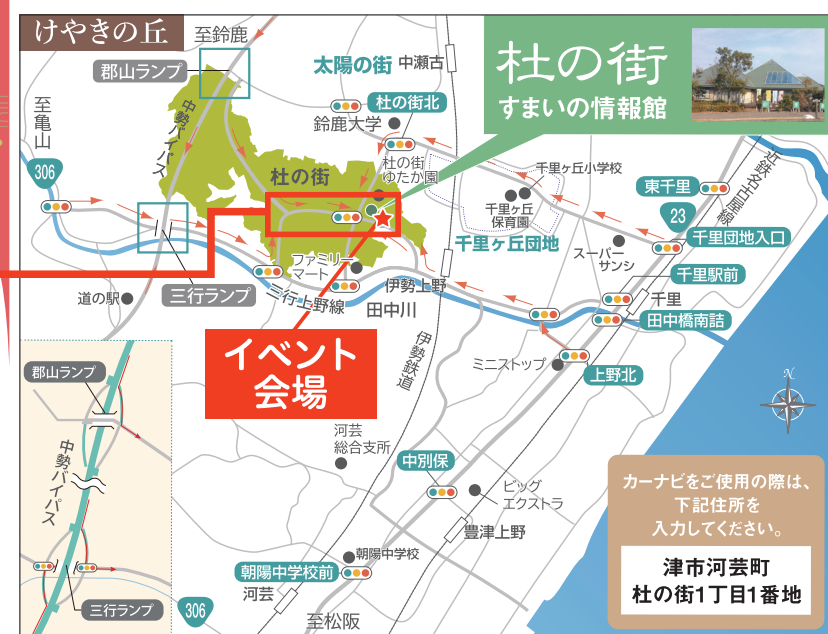 けやきの丘
至鈴鹿
郡山ランプ
太陽の街
中瀬古
杜の街
すまいの情報館
至亀山
中勢バイパス
杜の街北
鈴鹿大学
306
杜の街
杜の街
ゆたか園
千里ヶ丘小学校
千里ヶ丘
保育園
千里ヶ丘団地
東千里
近鉄名古屋線
23
千里団地入口
スーパー
サンシ
千里駅前
千里
田中橋南詰
ファミリー
マート
伊勢上野
三行ランプ
三行上野線
田中川
道の駅
イベント
会場
伊勢鉄道
ミニストップ
上野北
郡山ランプ
中勢バイパス
三行ランプ
306
河芸
総合支所
中別保
ビッグ
エクストラ
豊津上野
朝陽中学校
朝陽中学校前
河芸
至松阪
N
カーナビをご使用の際は、
下記住所を
入力してください。
津市河芸町
杜の街1丁目1番地